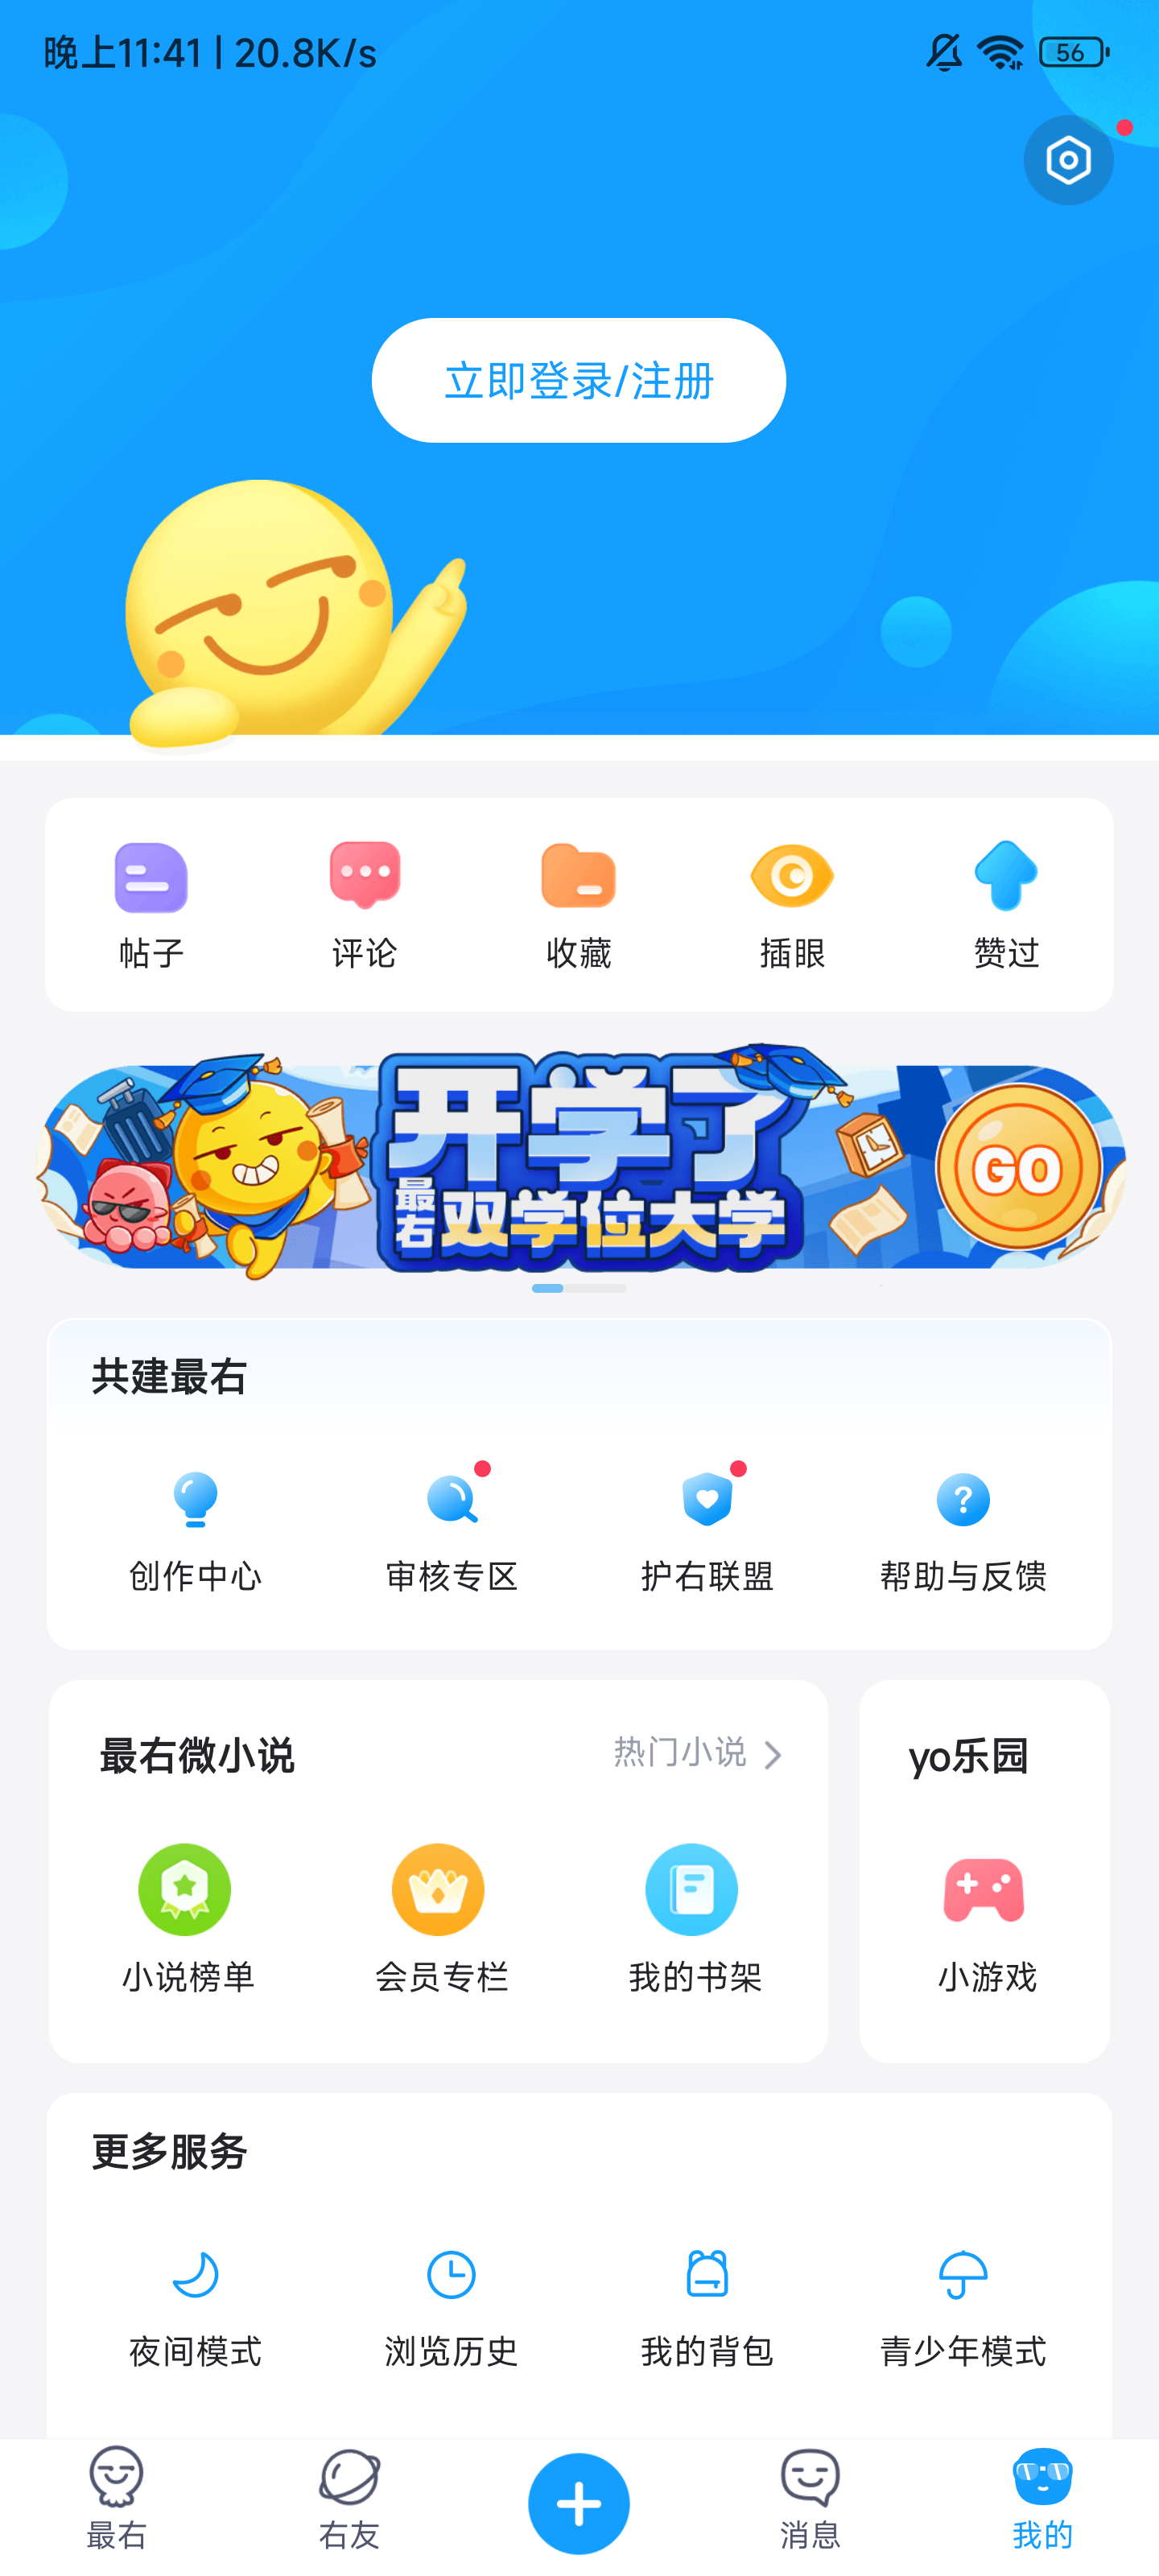 晚上11:41 | 20.8K/s
56
立即登录/注册
帖子
评论
收藏
插眼
赞过
开学了
最右双学位大学
GO
共建最右
创作中心
审核专区
护右联盟
帮助与反馈
最右微小说
热门小说
yo乐园
小说榜单
会员专栏
我的书架
小游戏
更多服务
夜间模式
浏览历史
我的背包
青少年模式
最右
右友
消息
我的